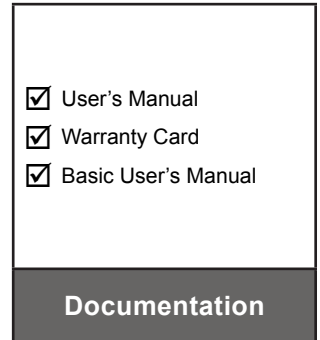 User’s Manual
Warranty Card
Basic User’s Manual
Documentation